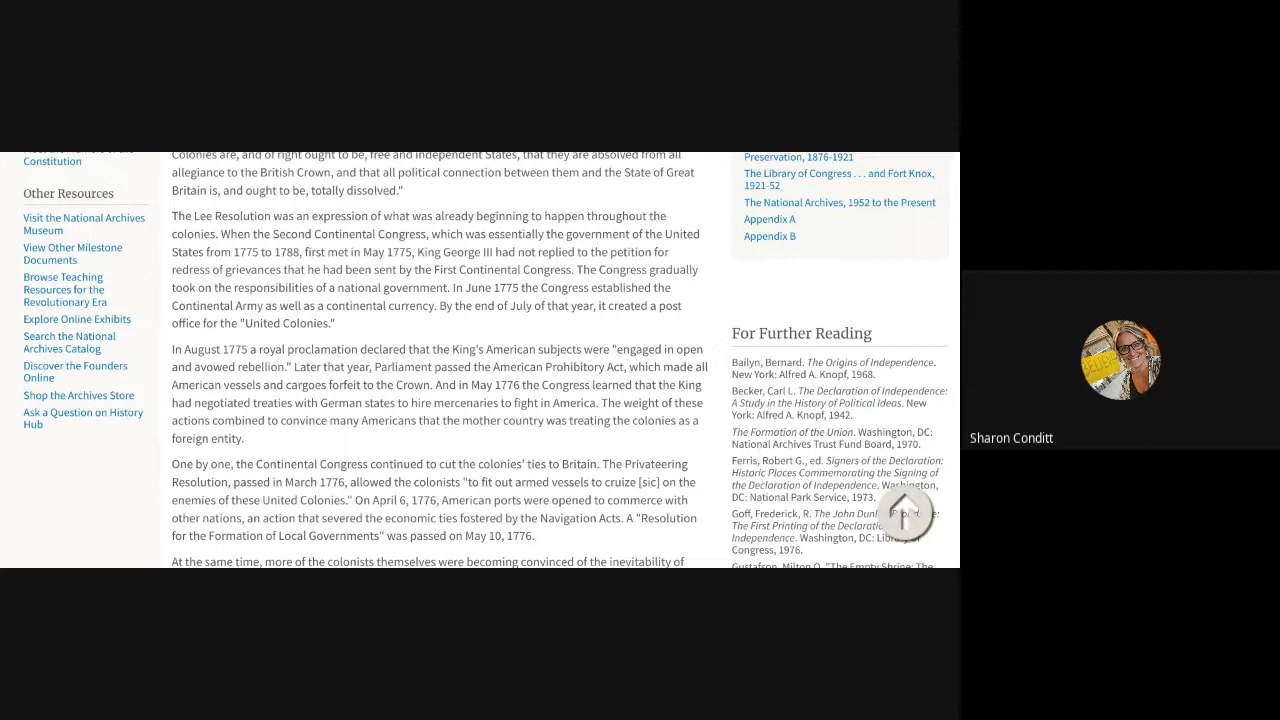 Constitution
Other Resources
Visit the National Archives
Museum
View Other Milestone
Documents
Browse Teaching
Resources for the
Revolutionary Era
Explore Online Exhibits
Search the National
Archives Catalog
Discover the Founders
Online
Shop the Archives Store
Ask a Question on History
Hub
Colonies are, and of right ought to be, free and independent States, that they are absolved from all
allegiance to the British Crown, and that all political connection between them and the State of Great
Britain is, and ought to be, totally dissolved."
The Lee Resolution was an expression of what was already beginning to happen throughout the
colonies. When the Second Continental Congress, which was essentially the government of the United
States from 1775 to 1788, first met in May 1775, King George III had not replied to the petition for
redress of grievances that he had been sent by the First Continental Congress. The Congress gradually
took on the responsibilities of a national government. In June 1775 the Congress established the
Continental Army as well as a continental currency. By the end of July of that year, it created a post
office for the "United Colonies."
In August 1775 a royal proclamation declared that the King's American subjects were "engaged in open
and avowed rebellion." Later that year, Parliament passed the American Prohibitory Act, which made all
American vessels and cargoes forfeit to the Crown. And in May 1776 the Congress learned that the King
had negotiated treaties with German states to hire mercenaries to fight in America. The weight of these
actions combined to convince many Americans that the mother country was treating the colonies as a
foreign entity.
One by one, the Continental Congress continued to cut the colonies' ties to Britain. The Privateering
Resolution, passed in March 1776, allowed the colonists "to fit out armed vessels to cruize [sic] on the
enemies of these United Colonies." On April 6, 1776, American ports were opened to commerce with
other nations, an action that severed the economic ties fostered by the Navigation Acts. A "Resolution
for the Formation of Local Governments" was passed on May 10, 1776.
At the same time, more of the colonists themselves were becoming convinced of the inevitability of
Preservation, 1876-1921
The Library of Congress . . . and Fort Knox,
1921-52
The National Archives, 1952 to the Present
Appendix A
Appendix B
For Further Reading
Bailyn, Bernard. The Origins of Independence.
New York: Alfred A. Knopf, 1968.
Becker, Carl L. The Declaration of Independence:
A Study in the History of Political Ideas. New
York: Alfred A. Knopf, 1942.
The Formation of the Union. Washington, DC:
National Archives Trust Fund Board, 1970.
Ferris, Robert G., ed. Signers of the Declaration:
Historic Places Commemorating the Signing of
the Declaration of Independence. Washington,
DC: National Park Service, 1973.
Goff, Frederick, R. The John
The First Printing of the
Independence. Washington, DC: Library of
Congress, 1976.
Gustafson, Milton O. "The Empty Shrine: The
Sharon Conditt